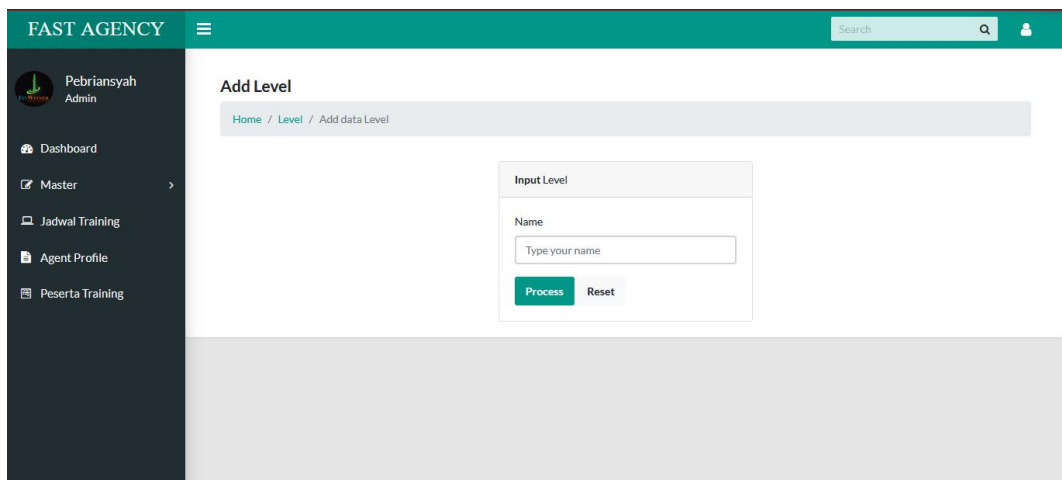 FAST AGENCY
Search
Pebriansyah
Admin
Dashboard
Master
Jadwal Training
Agent Profile
Peserta Training
Add Level
Home / Level / Add data Level
Input Level
Name
Type your name
Process Reset